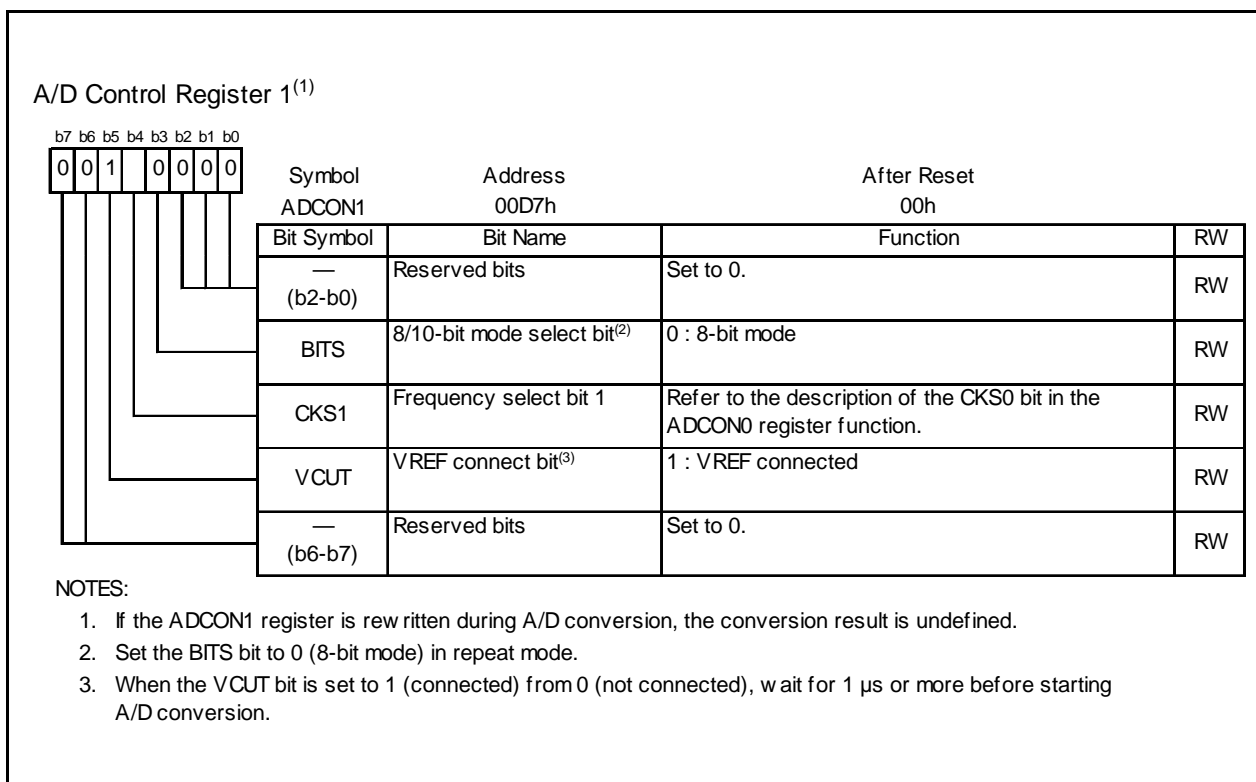 A/D Control Register 1(1)
b7 b6 b5 b4 b3 b2 b1 b0
0 0 1 0 0 0 0
Symbol Address After Reset
ADCON1 00D7h 00h
Bit Symbol Bit Name Function RW
— Reserved bits Set to 0. RW
(b2-b0)
BITS 8/10-bit mode select bit(2) 0 : 8-bit mode RW
CKS1 Frequency select bit 1 Refer to the description of the CKS0 bit in the RW
ADCON0 register function.
VCUT VREF connect bit(3) 1 : VREF connected RW
— Reserved bits Set to 0. RW
(b6-b7)
NOTES:
1. If the ADCON1 register is rewritten during A/D conversion, the conversion result is undefined.
2. Set the BITS bit to 0 (8-bit mode) in repeat mode.
3. When the VCUT bit is set to 1 (connected) from 0 (not connected), wait for 1 µs or more before starting
A/D conversion.